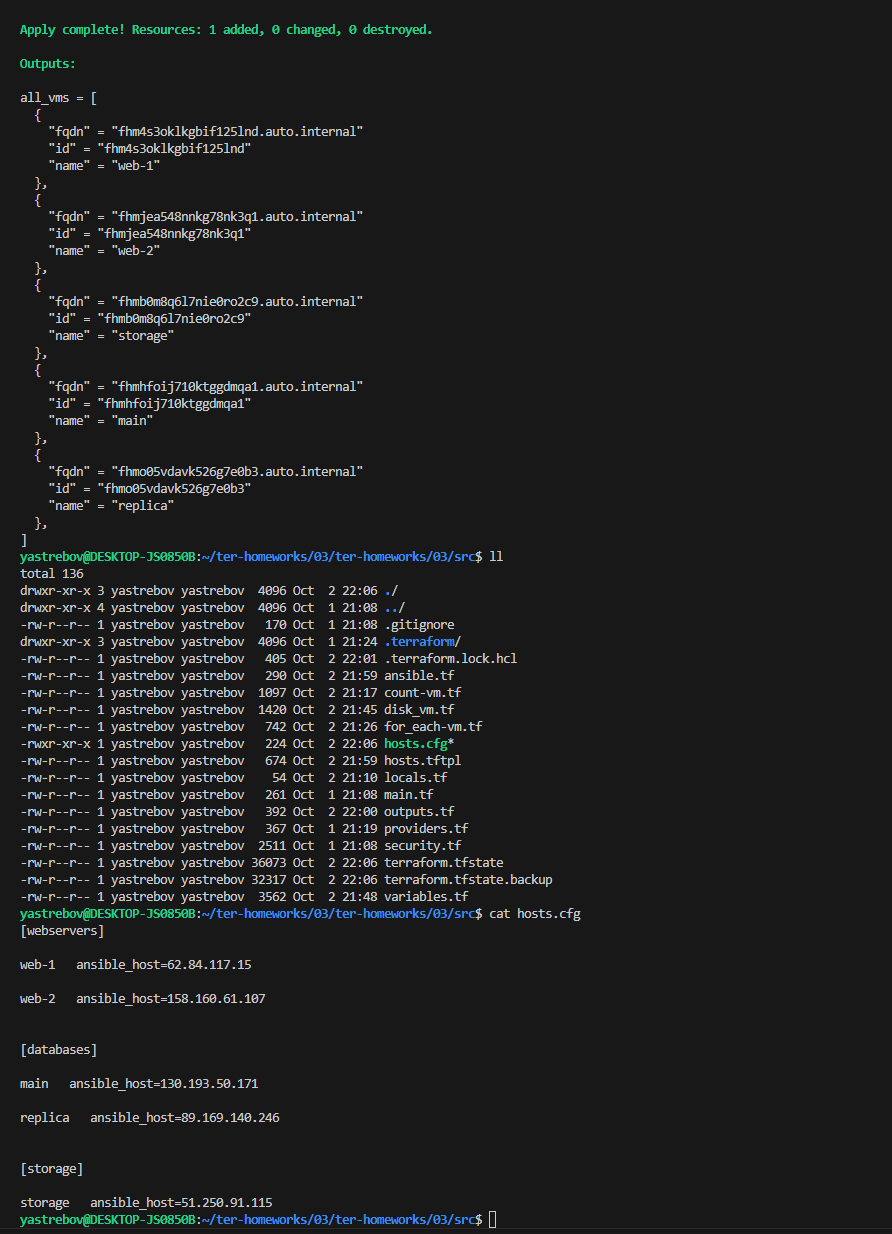 Apply complete! Resources: 1 added, 0 changed, 0 destroyed.
Outputs:
all_vms = [
  {
    "fqdn" = "fhm4s3oklkgbif125lnd.auto.internal"
    "id" = "fhm4s3oklkgbif125lnd"
    "name" = "web-1"
  },
  {
    "fqdn" = "fhmjea548nnkg78nk3q1.auto.internal"
    "id" = "fhmjea548nnkg78nk3q1"
    "name" = "web-2"
  },
  {
    "fqdn" = "fhmb0m8q6l7nie0ro2c9.auto.internal"
    "id" = "fhmb0m8q6l7nie0ro2c9"
    "name" = "storage"
  },
  {
    "fqdn" = "fhmhfoij710ktggdmqa1.auto.internal"
    "id" = "fhmhfoij710ktggdmqa1"
    "name" = "main"
  },
  {
    "fqdn" = "fhmo05vdavk526g7e0b3.auto.internal"
    "id" = "fhmo05vdavk526g7e0b3"
    "name" = "replica"
  },
]
yastrebov@DESKTOP-JS0850B:~/ter-homeworks/03/ter-homeworks/03/src$ ll
total 136
drwxr-xr-x 3 yastrebov yastrebov  4096 Oct  2 22:06 ./
drwxr-xr-x 4 yastrebov yastrebov  4096 Oct  1 21:08 ../
-rw-r--r-- 1 yastrebov yastrebov   170 Oct  1 21:08 .gitignore
drwxr-xr-x 3 yastrebov yastrebov  4096 Oct  1 21:24 .terraform/
-rw-r--r-- 1 yastrebov yastrebov   405 Oct  2 22:01 .terraform.lock.hcl
-rw-r--r-- 1 yastrebov yastrebov   290 Oct  2 21:59 ansible.tf
-rw-r--r-- 1 yastrebov yastrebov  1097 Oct  2 21:17 count-vm.tf
-rw-r--r-- 1 yastrebov yastrebov  1420 Oct  2 21:45 disk_vm.tf
-rw-r--r-- 1 yastrebov yastrebov   742 Oct  2 21:26 for_each-vm.tf
-rwxr-xr-x 1 yastrebov yastrebov   224 Oct  2 22:06 hosts.cfg*
-rw-r--r-- 1 yastrebov yastrebov   674 Oct  2 21:59 hosts.tftpl
-rw-r--r-- 1 yastrebov yastrebov    54 Oct  2 21:10 locals.tf
-rw-r--r-- 1 yastrebov yastrebov   261 Oct  1 21:08 main.tf
-rw-r--r-- 1 yastrebov yastrebov   392 Oct  2 22:00 outputs.tf
-rw-r--r-- 1 yastrebov yastrebov   367 Oct  1 21:19 providers.tf
-rw-r--r-- 1 yastrebov yastrebov  2511 Oct  1 21:08 security.tf
-rw-r--r-- 1 yastrebov yastrebov 36073 Oct  2 22:06 terraform.tfstate
-rw-r--r-- 1 yastrebov yastrebov 32317 Oct  2 22:06 terraform.tfstate.backup
-rw-r--r-- 1 yastrebov yastrebov  3562 Oct  2 21:48 variables.tf
yastrebov@DESKTOP-JS0850B:~/ter-homeworks/03/ter-homeworks/03/src$ cat hosts.cfg
[webservers]
web-1   ansible_host=62.84.117.15
web-2   ansible_host=158.160.61.107
[databases]
main   ansible_host=130.193.50.171
replica   ansible_host=89.169.140.246
[storage]
storage   ansible_host=51.250.91.115
yastrebov@DESKTOP-JS0850B:~/ter-homeworks/03/ter-homeworks/03/src$